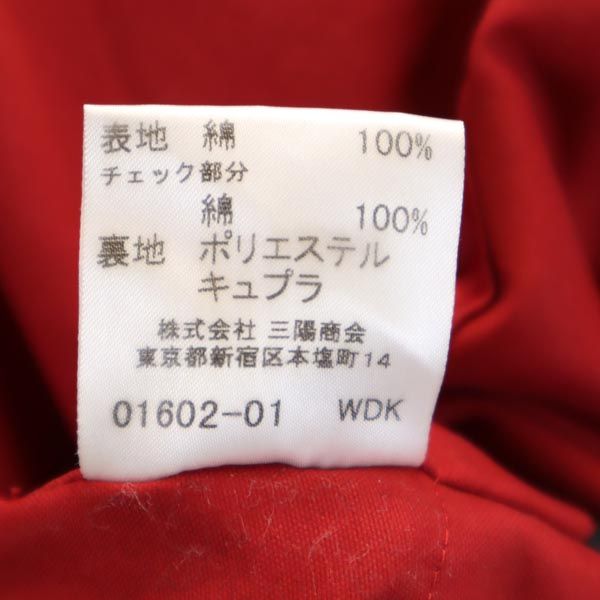 表地 綿 100%
チェック部分
綿 100%
裏地 ポリエステル
キュプラ
株式会社 三陽商会
東京都新宿区本塩町14
01602-01 WDK